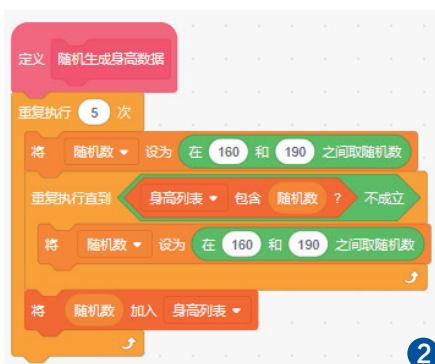 定义 随机生成身高数据
重复执行 5 次
将 随机数 设为 在 160 和 190 之间取随机数
重复执行直到 身高列表 包含 随机数 ? 不成立
将 随机数 设为 在 160 和 190 之间取随机数
将 随机数 加入 身高列表
2